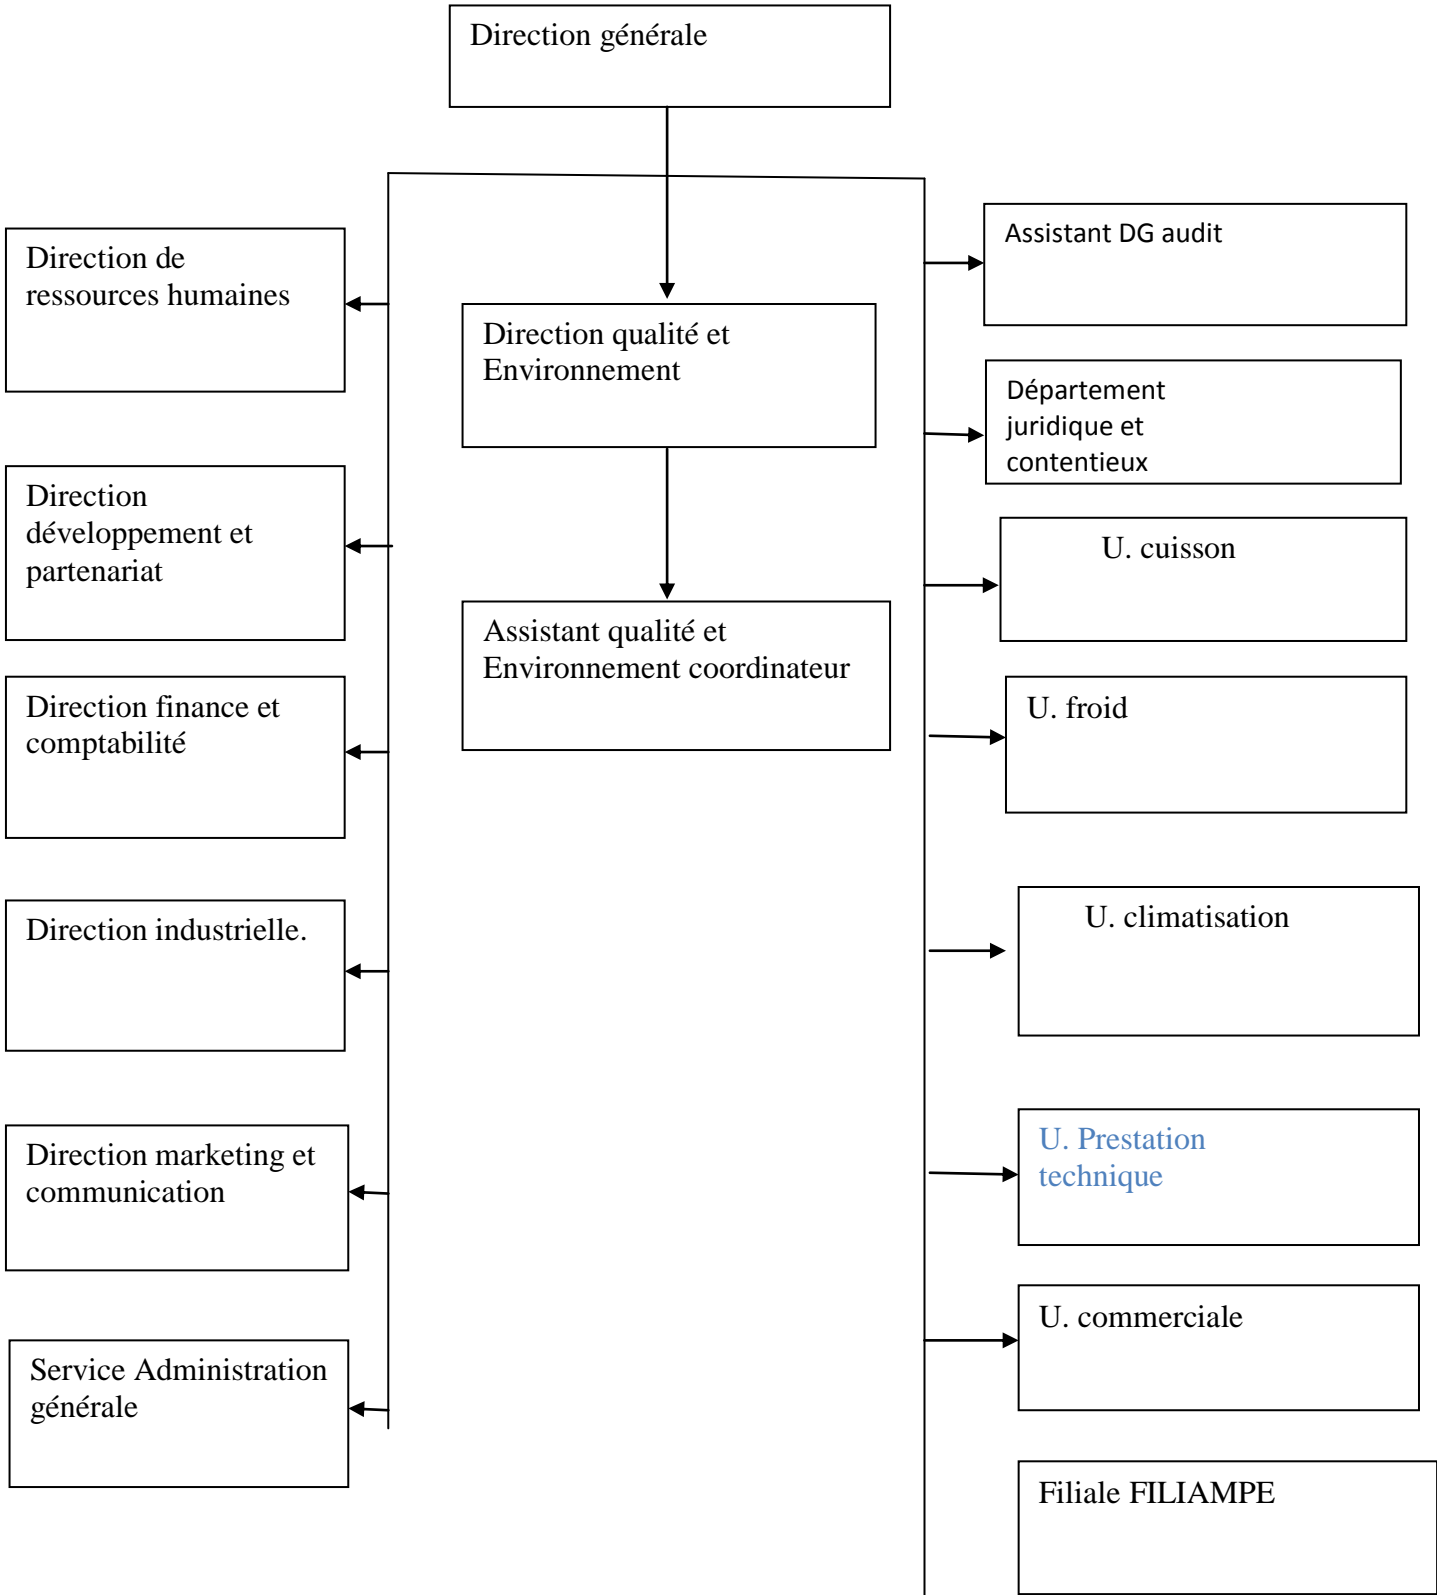 Direction générale
Direction de
ressources humaines
Direction
développement et
partenariat
Direction finance et
comptabilité
Direction industrielle.
Direction marketing et
communication
Service Administration
générale
Direction qualité et
Environnement
Assistant qualité et
Environnement coordinateur
Assistant DG audit
Département
juridique et
contentieux
U. cuisson
U. froid
U. climatisation
U. Prestation
technique
U. commerciale
Filiale FILIAMPE